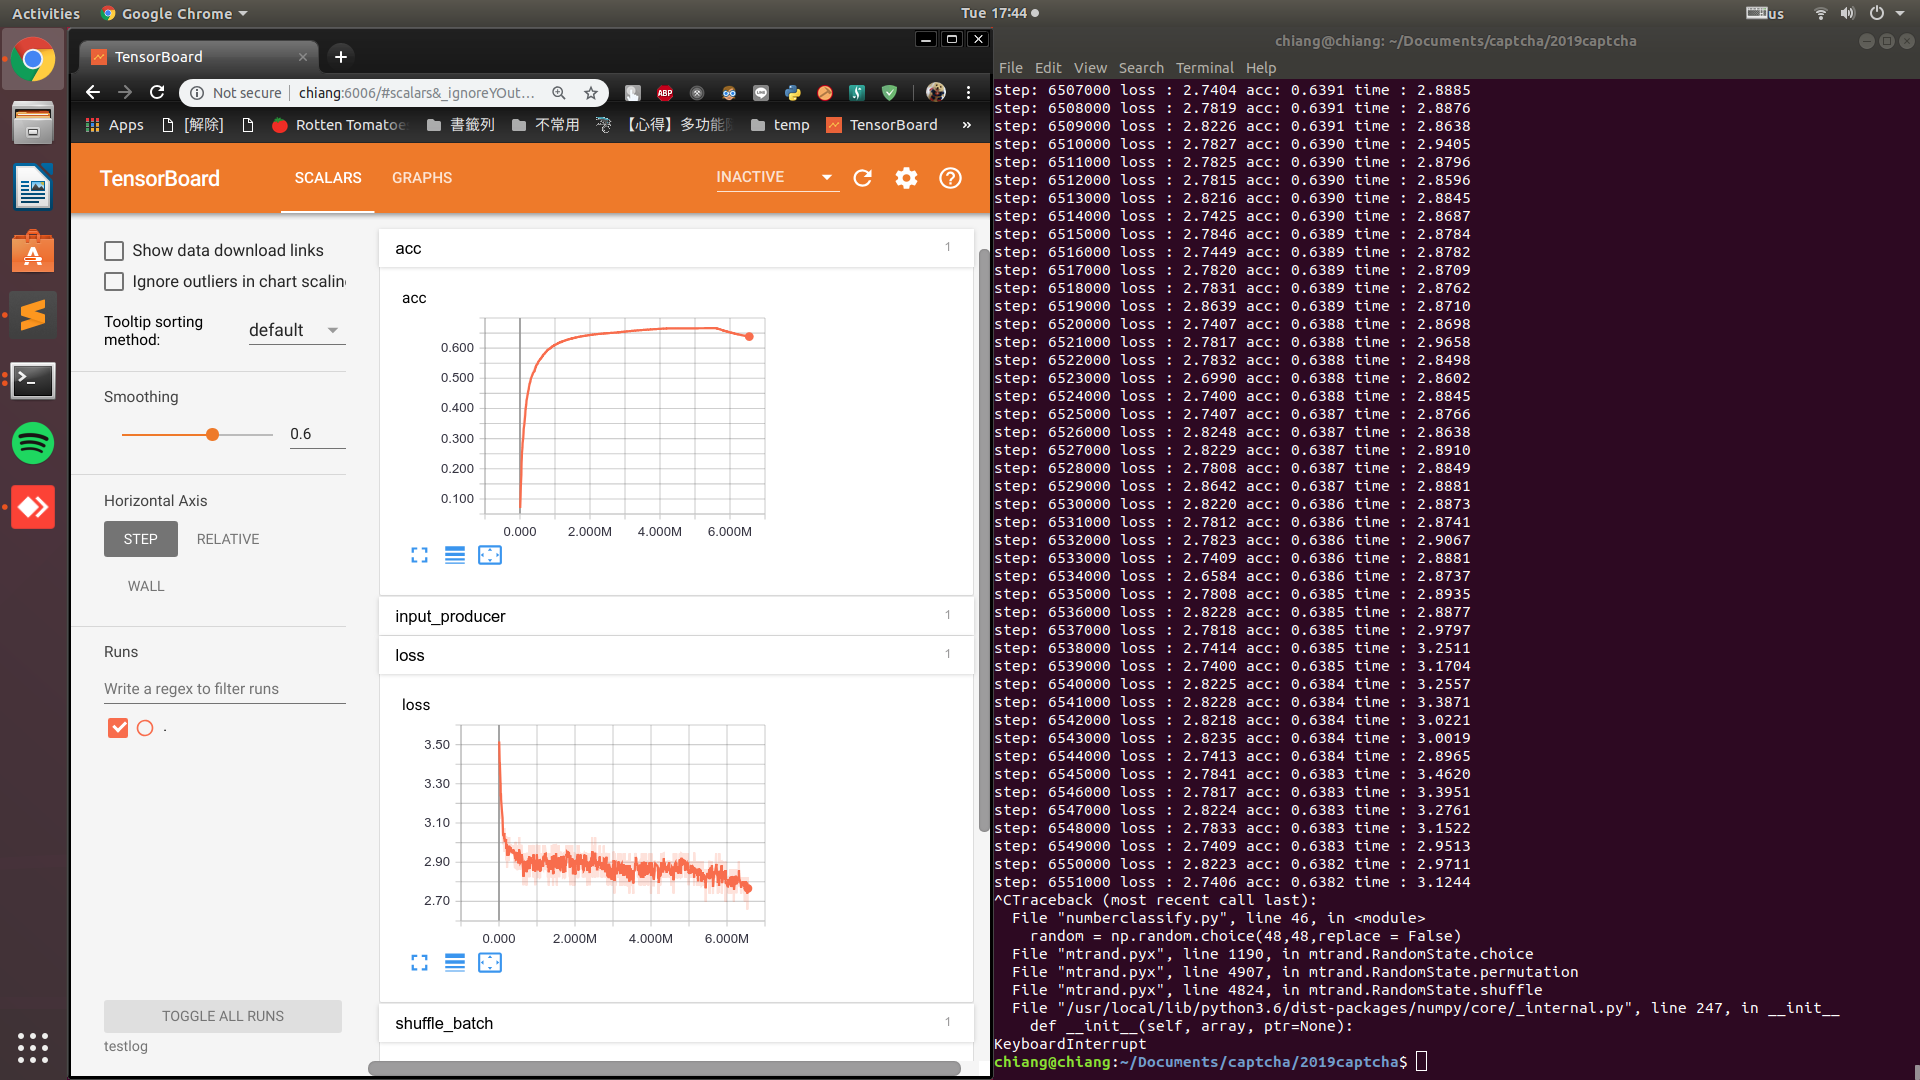 Activities Google Chrome Tue 17:44 us
TensorBoard
Not secure chiang:6006/#scalars&_ignoreYOut...
ABP
Apps [解除] Rotten Tomatoe 書籤列 不常用 【心得】多功能 temp TensorBoard »
TensorBoard SCALARS GRAPHS INACTIVE
Show data download links
Ignore outliers in chart scalin
Tooltip sorting
method:
default
Smoothing
0.6
Horizontal Axis
STEP RELATIVE
WALL
Runs
Write a regex to filter runs
.
TOGGLE ALL RUNS
testlog
acc 1
acc
0.600
0.500
0.400
0.300
0.200
0.100
0.000 2.000M 4.000M 6.000M
input_producer 1
loss 1
loss
3.50
3.30
3.10
2.90
2.70
0.000 2.000M 4.000M 6.000M
shuffle_batch 1
chiang@chiang: ~/Documents/captcha/2019captcha
File Edit View Search Terminal Help
step: 6507000 loss : 2.7404 acc: 0.6391 time : 2.8885
step: 6508000 loss : 2.7819 acc: 0.6391 time : 2.8876
step: 6509000 loss : 2.8226 acc: 0.6391 time : 2.8638
step: 6510000 loss : 2.7827 acc: 0.6390 time : 2.9405
step: 6511000 loss : 2.7825 acc: 0.6390 time : 2.8796
step: 6512000 loss : 2.7815 acc: 0.6390 time : 2.8596
step: 6513000 loss : 2.8216 acc: 0.6390 time : 2.8845
step: 6514000 loss : 2.7425 acc: 0.6390 time : 2.8687
step: 6515000 loss : 2.7846 acc: 0.6389 time : 2.8784
step: 6516000 loss : 2.7449 acc: 0.6389 time : 2.8782
step: 6517000 loss : 2.7820 acc: 0.6389 time : 2.8709
step: 6518000 loss : 2.7831 acc: 0.6389 time : 2.8762
step: 6519000 loss : 2.8639 acc: 0.6389 time : 2.8710
step: 6520000 loss : 2.7407 acc: 0.6388 time : 2.8698
step: 6521000 loss : 2.7817 acc: 0.6388 time : 2.9658
step: 6522000 loss : 2.7832 acc: 0.6388 time : 2.8498
step: 6523000 loss : 2.6990 acc: 0.6388 time : 2.8602
step: 6524000 loss : 2.7400 acc: 0.6388 time : 2.8845
step: 6525000 loss : 2.7407 acc: 0.6387 time : 2.8766
step: 6526000 loss : 2.8248 acc: 0.6387 time : 2.8638
step: 6527000 loss : 2.8229 acc: 0.6387 time : 2.8910
step: 6528000 loss : 2.7808 acc: 0.6387 time : 2.8849
step: 6529000 loss : 2.8642 acc: 0.6387 time : 2.8881
step: 6530000 loss : 2.8220 acc: 0.6386 time : 2.8873
step: 6531000 loss : 2.7812 acc: 0.6386 time : 2.8741
step: 6532000 loss : 2.7823 acc: 0.6386 time : 2.9067
step: 6533000 loss : 2.7409 acc: 0.6386 time : 2.8881
step: 6534000 loss : 2.6584 acc: 0.6386 time : 2.8737
step: 6535000 loss : 2.7808 acc: 0.6385 time : 2.8935
step: 6536000 loss : 2.8228 acc: 0.6385 time : 2.8877
step: 6537000 loss : 2.7818 acc: 0.6385 time : 2.9797
step: 6538000 loss : 2.7414 acc: 0.6385 time : 3.2511
step: 6539000 loss : 2.7400 acc: 0.6385 time : 3.1704
step: 6540000 loss : 2.8225 acc: 0.6384 time : 3.2557
step: 6541000 loss : 2.8228 acc: 0.6384 time : 3.3871
step: 6542000 loss : 2.8218 acc: 0.6384 time : 3.0221
step: 6543000 loss : 2.8235 acc: 0.6384 time : 3.0019
step: 6544000 loss : 2.7413 acc: 0.6384 time : 2.8965
step: 6545000 loss : 2.7841 acc: 0.6383 time : 3.4620
step: 6546000 loss : 2.7817 acc: 0.6383 time : 3.3951
step: 6547000 loss : 2.8224 acc: 0.6383 time : 3.2761
step: 6548000 loss : 2.7833 acc: 0.6383 time : 3.1522
step: 6549000 loss : 2.7409 acc: 0.6383 time : 2.9513
step: 6550000 loss : 2.8223 acc: 0.6382 time : 2.9711
step: 6551000 loss : 2.7406 acc: 0.6382 time : 3.1244
^CTraceback (most recent call last):
File "numberclassify.py", line 46, in <module>
random = np.random.choice(48,48,replace = False)
File "mtrand.pyx", line 1190, in mtrand.RandomState.choice
File "mtrand.pyx", line 4907, in mtrand.RandomState.permutation
File "mtrand.pyx", line 4824, in mtrand.RandomState.shuffle
File "/usr/local/lib/python3.6/dist-packages/numpy/core/_internal.py", line 247, in __init__
def __init__(self, array, ptr=None):
KeyboardInterrupt
chiang@chiang:~/Documents/captcha/2019captcha$